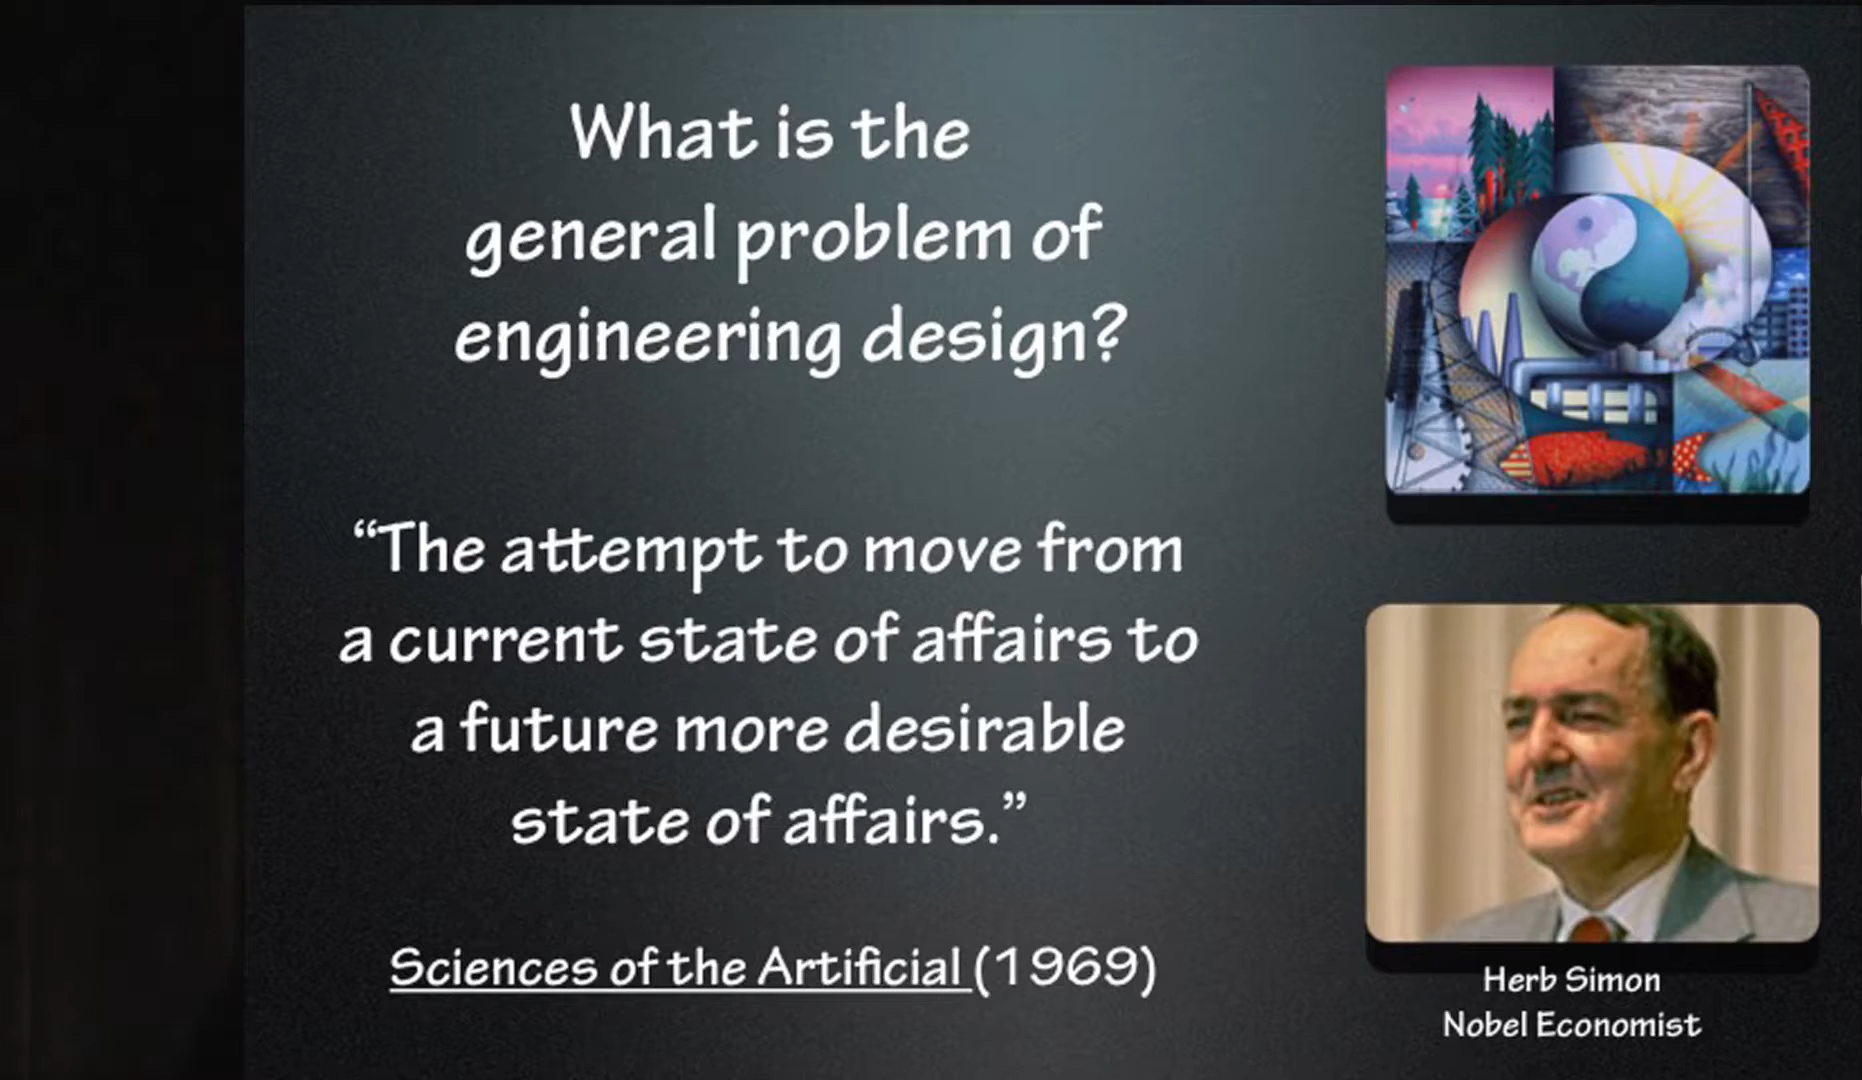 What is the
general problem of
engineering design?
“The attempt to move from
a current state of affairs to
a future more desirable
state of affairs.”
Sciences of the Artificial (1969)
Herb Simon
Nobel Economist